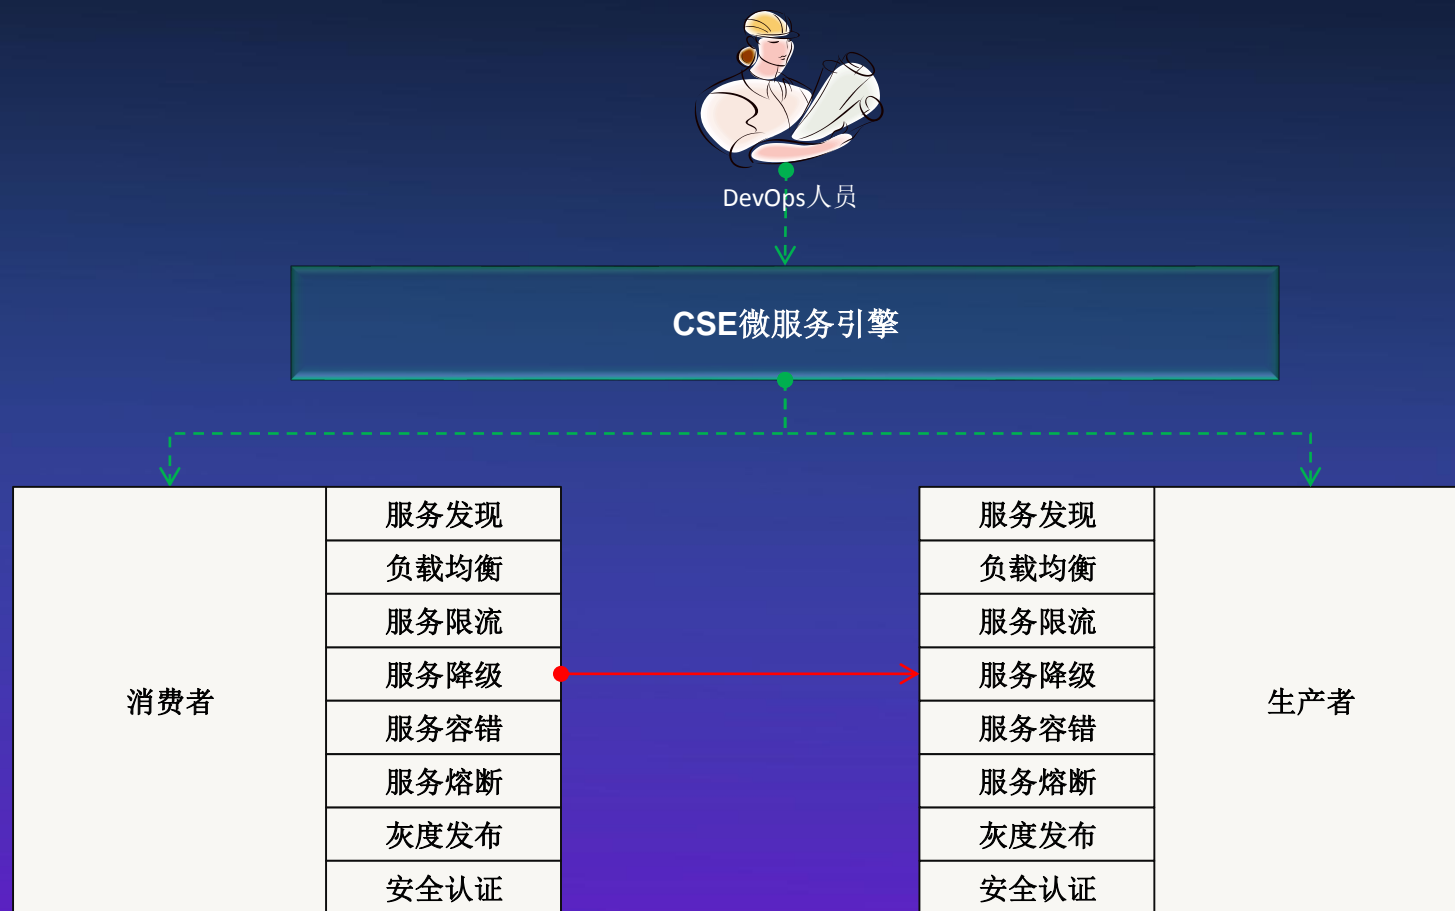 DevOps人员
CSE微服务引擎
消费者
服务发现
负载均衡
服务限流
服务降级
服务容错
服务熔断
灰度发布
安全认证
服务发现
负载均衡
服务限流
服务降级
服务容错
服务熔断
灰度发布
安全认证
生产者